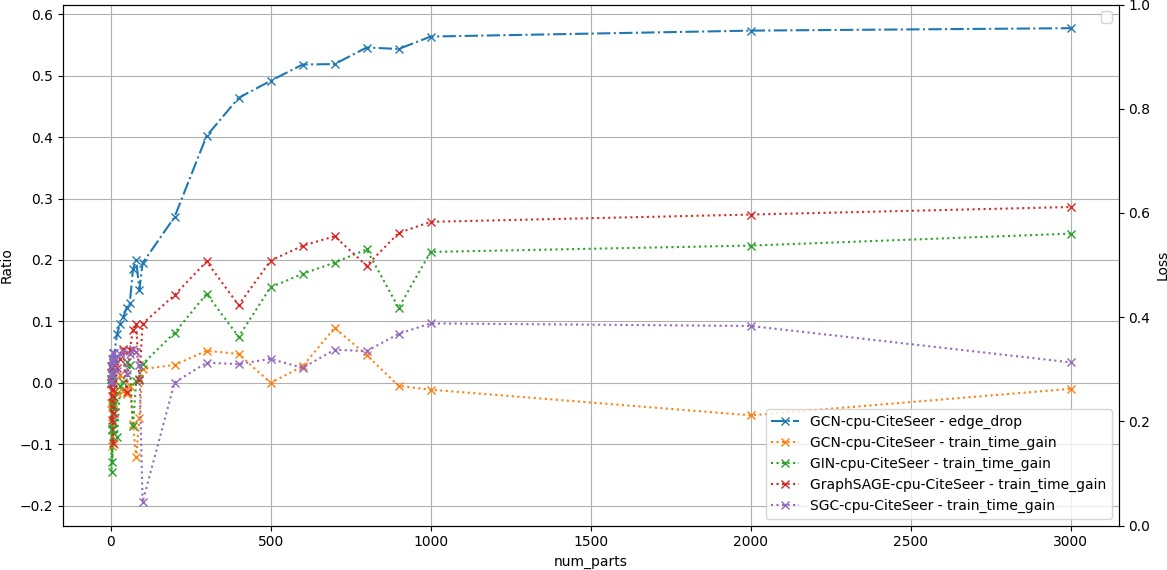 0.6
0.5
0.4
0.3
0.2
0.1
0.0
−0.1
−0.2
Ratio
1.0
0.8
0.6
0.4
0.2
0.0
Loss
GCN-cpu-CiteSeer - edge_drop
GCN-cpu-CiteSeer - train_time_gain
GIN-cpu-CiteSeer - train_time_gain
GraphSAGE-cpu-CiteSeer - train_time_gain
SGC-cpu-CiteSeer - train_time_gain
0 500 1000 1500 2000 2500 3000
num_parts